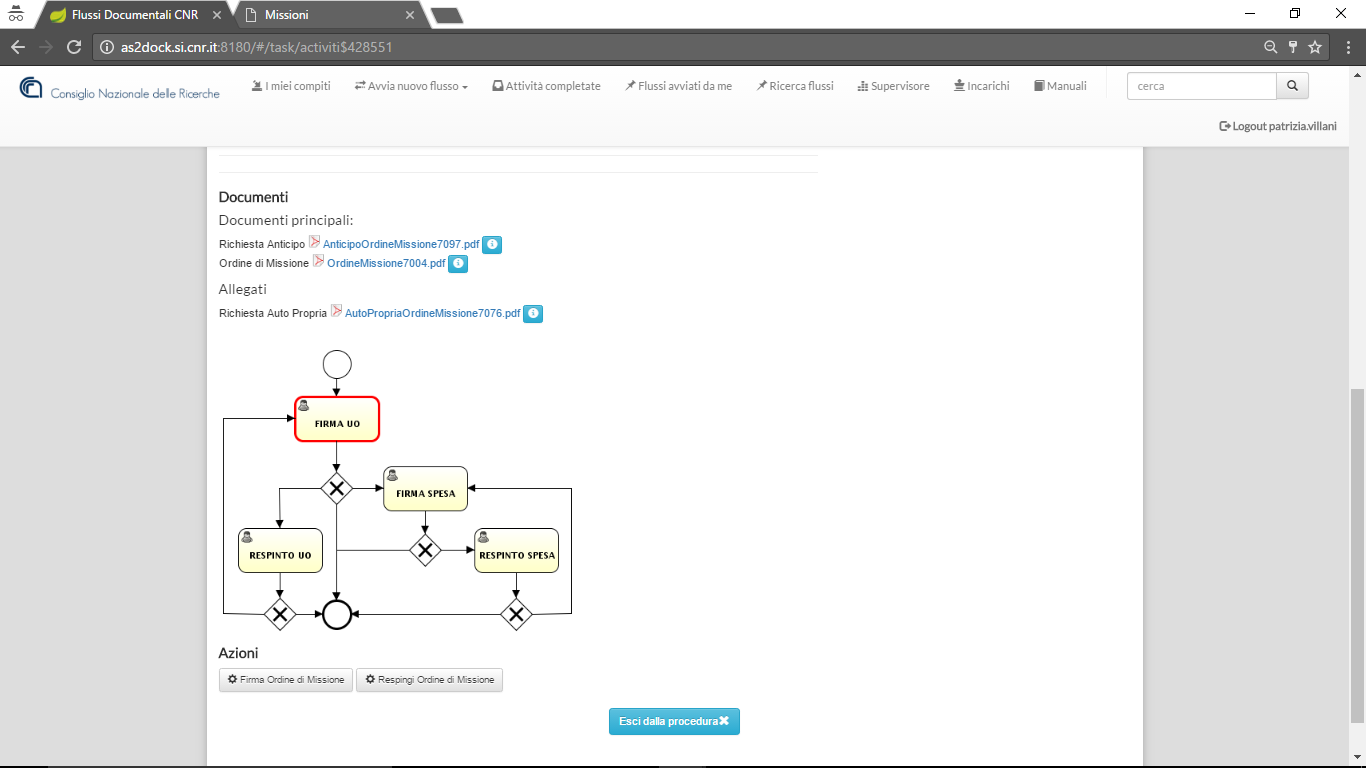 Flussi Documentali CNR
Missioni
as2dock.si.cnr.it:8180/#/task/activiti$428551
Consiglio Nazionale delle Ricerche
I miei compiti
Avvia nuovo flusso
Attività completate
Flussi avviati da me
Ricerca flussi
Supervisore
Incarichi
Manuali
cerca
Logout patrizia.villani
Documenti
Documenti principali:
Richiesta Anticipo AnticipoOrdineMissione7097.pdf
Ordine di Missione OrdineMissione7004.pdf
Allegati
Richiesta Auto Propria AutoPropriaOrdineMissione7076.pdf
FIRMA UO
FIRMA SPESA
RESPINTO UO
RESPINTO SPESA
Azioni
Firma Ordine di Missione
Respingi Ordine di Missione
Esci dalla procedura